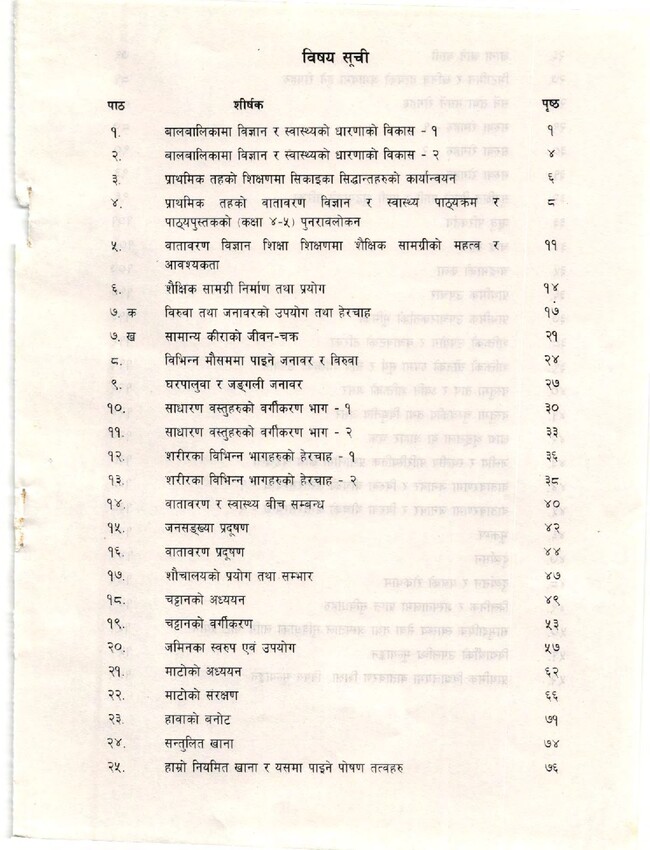 विषय सूची
पाठ शीर्षक पृष्ठ
१. बालबालिकामा विज्ञान र स्वास्थ्यको धारणाको विकास - १ १
२. बालबालिकामा विज्ञान र स्वास्थ्यको धारणाको विकास - २ ४
३. प्राथमिक तहको शिक्षणमा सिकाइका सिद्धान्तहरुको कार्यान्वयन ६
४. प्राथमिक तहको वातावरण विज्ञान र स्वास्थ्य पाठ्यक्रम र ८
पाठ्यपुस्तकको (कक्षा ४-५) पुनरावलोकन
५. वातावरण विज्ञान शिक्षा शिक्षणमा शैक्षिक सामग्रीको महत्व र ११
आवश्यकता
६. शैक्षिक सामग्री निर्माण तथा प्रयोग १४
७. क विरुवा तथा जनावरको उपयोग तथा हेरचाह १७
७. ख सामान्य कीराको जीवन-चक्र २१
८. विभिन्न मौसममा पाइने जनावर र विरुवा २४
९. घरपालुवा र जङ्गली जनावर २७
१०. साधारण वस्तुहरुको वर्गीकरण भाग - १ ३०
११. साधारण वस्तुहरुको वर्गीकरण भाग - २ ३३
१२. शरीरका विभिन्न भागहरुको हेरचाह - १ ३६
१३. शरीरका विभिन्न भागहरुको हेरचाह - २ ३८
१४. वातावरण र स्वास्थ्य बीच सम्बन्ध ४०
१५. जनसङ्ख्या प्रदूषण ४२
१६. वातावरण प्रदूषण ४४
१७. शौचालयको प्रयोग तथा सम्भार ४७
१८. चट्टानको अध्ययन ४९
१९. चट्टानको वर्गीकरण ५३
२०. जमिनका स्वरुप एवं उपयोग ५७
२१. माटोको अध्ययन ६२
२२. माटोको संरक्षण ६६
२३. हावाको बनोट ७१
२४. सन्तुलित खाना ७४
२५. हाम्रो नियमित खाना र यसमा पाइने पोषण तत्वहरु ७६